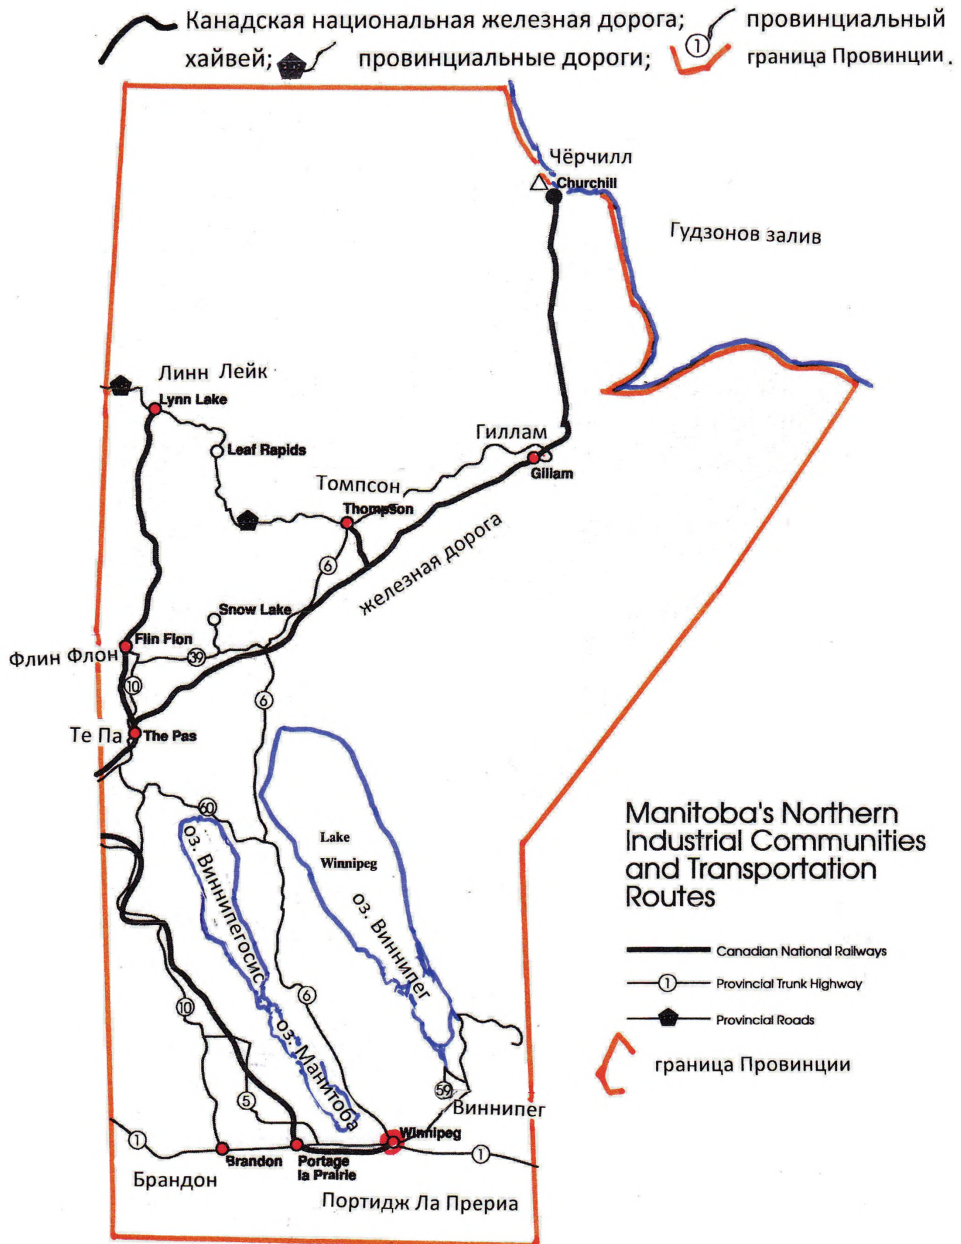 Канадская национальная железная дорога; ① провинциальный
хайвей; провинциальные дороги; граница Провинции.
Чёрчилл
Churchill
Гудзонов залив
Линн Лейк
Lynn Lake
Leaf Rapids
Гиллам
Gillam
Томпсон
Thompson
железная дорога
6
Snow Lake
Flin Flon
Флин Флон
39
10
6
Те Па
The Pas
60
Lake
Winnipeg
оз. Виннипегосис
оз. Виннипег
Manitoba's Northern
Industrial Communities
and Transportation
Routes
Canadian National Railways
1 Provincial Trunk Highway
Provincial Roads
граница Провинции
10
6
оз. Манитоба
5
59
Виннипег
Winnipeg
1
1
Brandon
Portage
la Prairie
Брандон
Портидж Ла Прериа